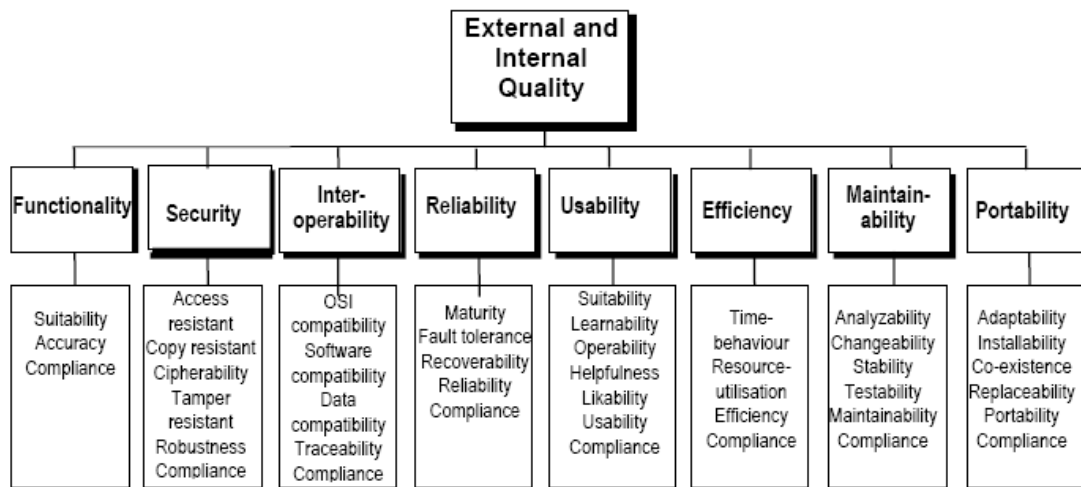 External and
Internal
Quality
Functionality
Security
Inter-
operability
Reliability
Usability
Efficiency
Maintain-
ability
Portability
Suitability
Accuracy
Compliance
Access
resistant
Copy resistant
Cipherability
Tamper
resistant
Robustness
Compliance
OSI
compatibility
Software
compatibility
Data
compatibility
Traceability
Compliance
Maturity
Fault tolerance
Recoverability
Reliability
Compliance
Suitability
Learnability
Operability
Helpfulness
Likability
Usability
Compliance
Time-
behaviour
Resource-
utilisation
Efficiency
Compliance
Analyzability
Changeability
Stability
Testability
Maintainability
Compliance
Adaptability
Installability
Co-existence
Replaceability
Portability
Compliance